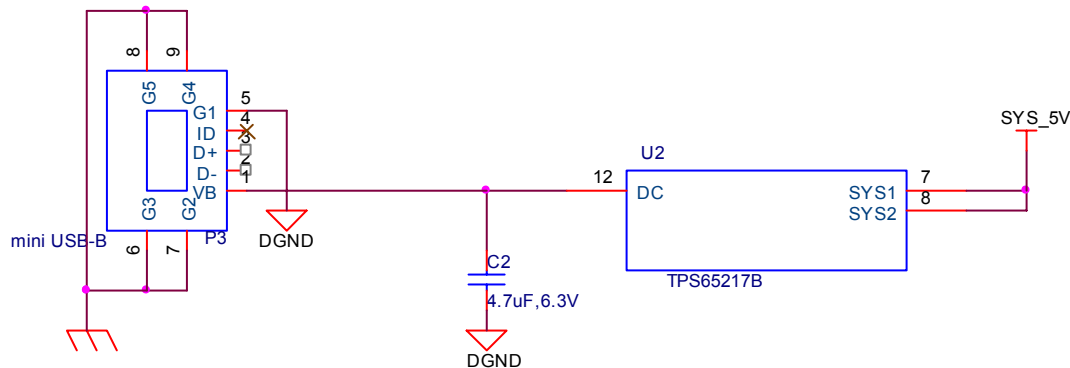 8
9
G5
G4
5
G1
4
ID
3
D+
2
D-
1
VB
G3
G2
6
7
mini USB-B
P3
DGND
C2
4.7uF,6.3V
DGND
U2
12
DC
SYS1
7
SYS2
8
TPS65217B
SYS_5V